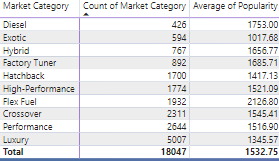 Market Category Count of Market Category Average of Popularity
Diesel 426 1753.00
Exotic 594 1017.68
Hybrid 767 1656.77
Factory Tuner 892 1685.71
Hatchback 1700 1417.13
High-Performance 1774 1521.09
Flex Fuel 1932 2126.80
Crossover 2311 1545.41
Performance 2644 1516.90
Luxury 5007 1345.57
Total 18047 1532.75